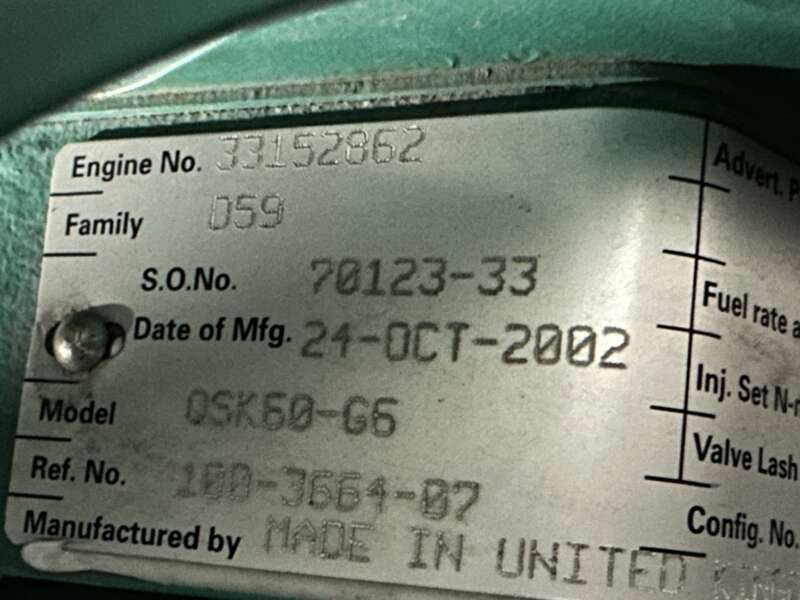 Engine No. 33152862
Family D59
S.O.No. 70123-33
Date of Mfg. 24-OCT-2002
Model QSK60-G6
Ref. No. 100-3664-07
Manufactured by MADE IN UNITED
Advert. P
Fuel rate a
Inj. Set N-r
Valve Lash
Config. No.